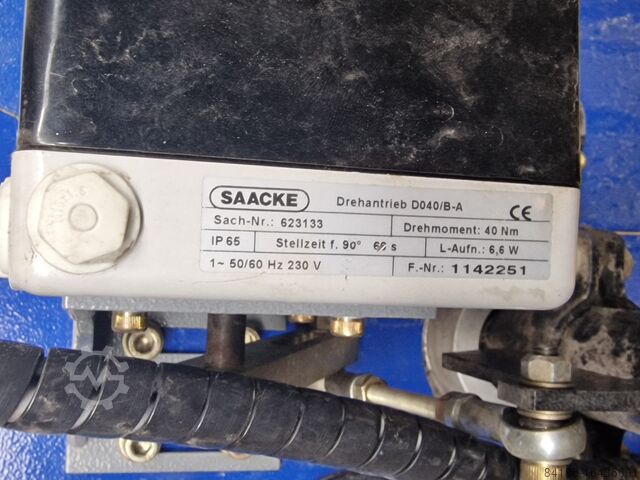 SAACKE Drehantrieb D040/B-A CE
Sach-Nr.: 623133 Drehmoment: 40 Nm
IP 65 Stellzeit f. 90° 66 s L-Aufn.: 6,6 W
1~ 50/60 Hz 230 V F.-Nr.: 1142251